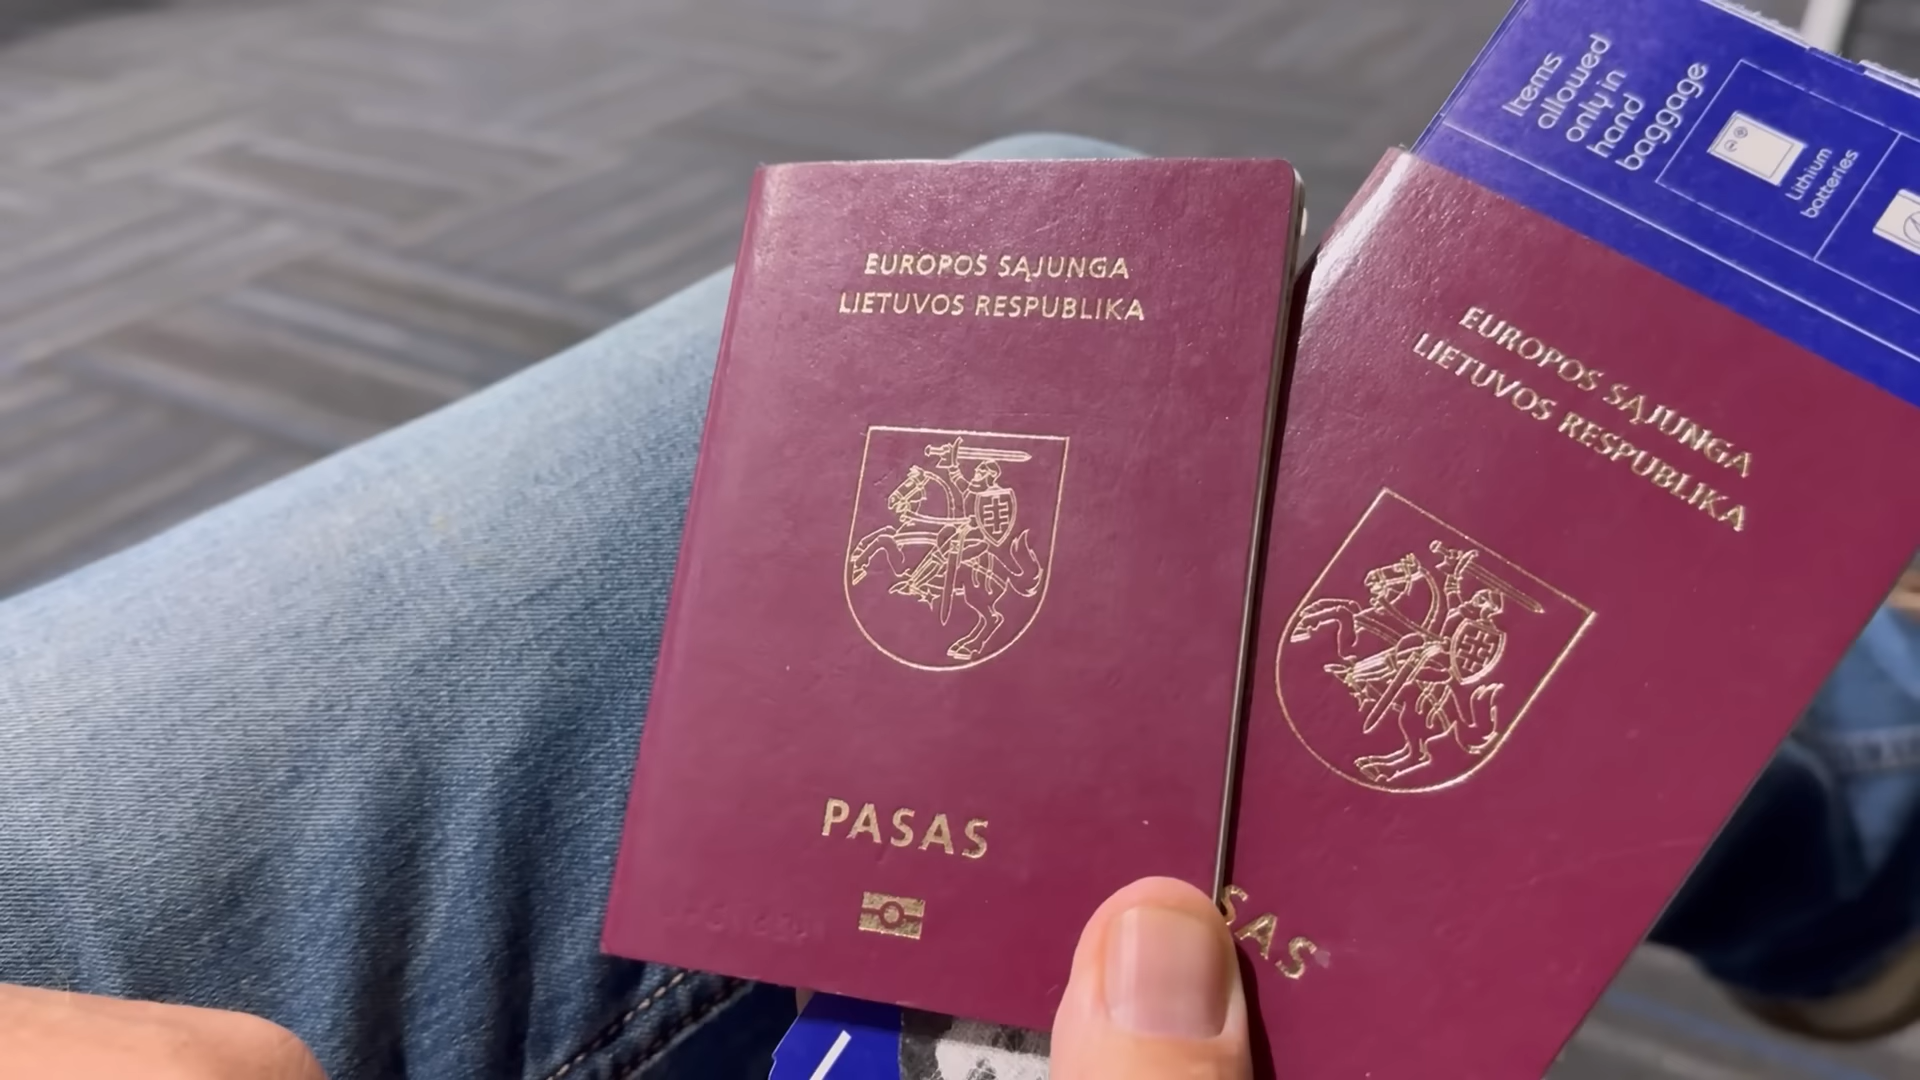 EUROPOS SĄJUNGA
LIETUVOS RESPUBLIKA
PASAS
EUROPOS SĄJUNGA
LIETUVOS RESPUBLIKA
SAS
Items
allowed
only in
hand
baggage
Lithium
batteries